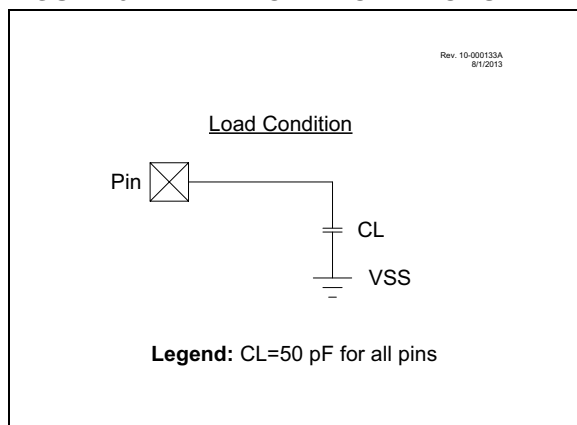 Rev. 10-000133A
8/1/2013
Load Condition
Pin
CL
VSS
Legend: CL=50 pF for all pins